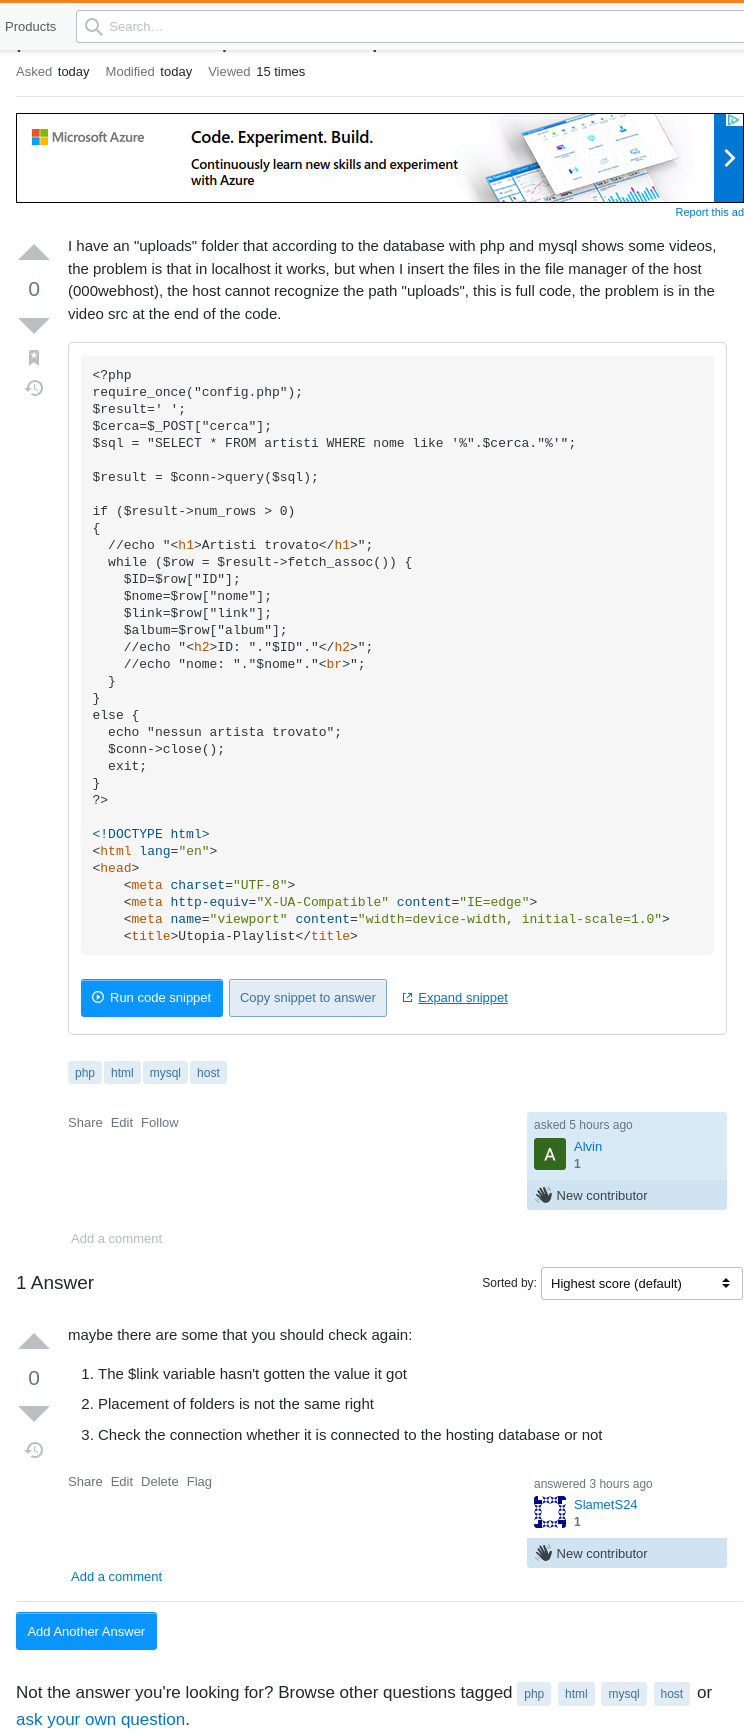 Products
Search…
Asked today Modified today Viewed 15 times
Microsoft Azure
Code. Experiment. Build.
Continuously learn new skills and experiment
with Azure
Report this ad
I have an "uploads" folder that according to the database with php and mysql shows some videos,
the problem is that in localhost it works, but when I insert the files in the file manager of the host
(000webhost), the host cannot recognize the path "uploads", this is full code, the problem is in the
video src at the end of the code.
0
<?php
require_once("config.php");
$result=' ';
$cerca=$_POST["cerca"];
$sql = "SELECT * FROM artisti WHERE nome like '%".$cerca."%'";
$result = $conn->query($sql);
if ($result->num_rows > 0)
{
//echo "<h1>Artisti trovato</h1>";
while ($row = $result->fetch_assoc()) {
$ID=$row["ID"];
$nome=$row["nome"];
$link=$row["link"];
$album=$row["album"];
//echo "<h2>ID: "."$ID"."</h2>";
//echo "nome: "."$nome"."<br>";
}
}
else {
echo "nessun artista trovato";
$conn->close();
exit;
}
?>
<!DOCTYPE html>
<html lang="en">
<head>
<meta charset="UTF-8">
<meta http-equiv="X-UA-Compatible" content="IE=edge">
<meta name="viewport" content="width=device-width, initial-scale=1.0">
<title>Utopia-Playlist</title>
Run code snippet Copy snippet to answer Expand snippet
php html mysql host
Share Edit Follow
asked 5 hours ago
A
Alvin
1
New contributor
Add a comment
1 Answer
Sorted by: Highest score (default)
maybe there are some that you should check again:
0
1. The $link variable hasn't gotten the value it got
2. Placement of folders is not the same right
3. Check the connection whether it is connected to the hosting database or not
Share Edit Delete Flag
answered 3 hours ago
SlametS24
1
New contributor
Add a comment
Add Another Answer
Not the answer you're looking for? Browse other questions tagged php html mysql host or
ask your own question.